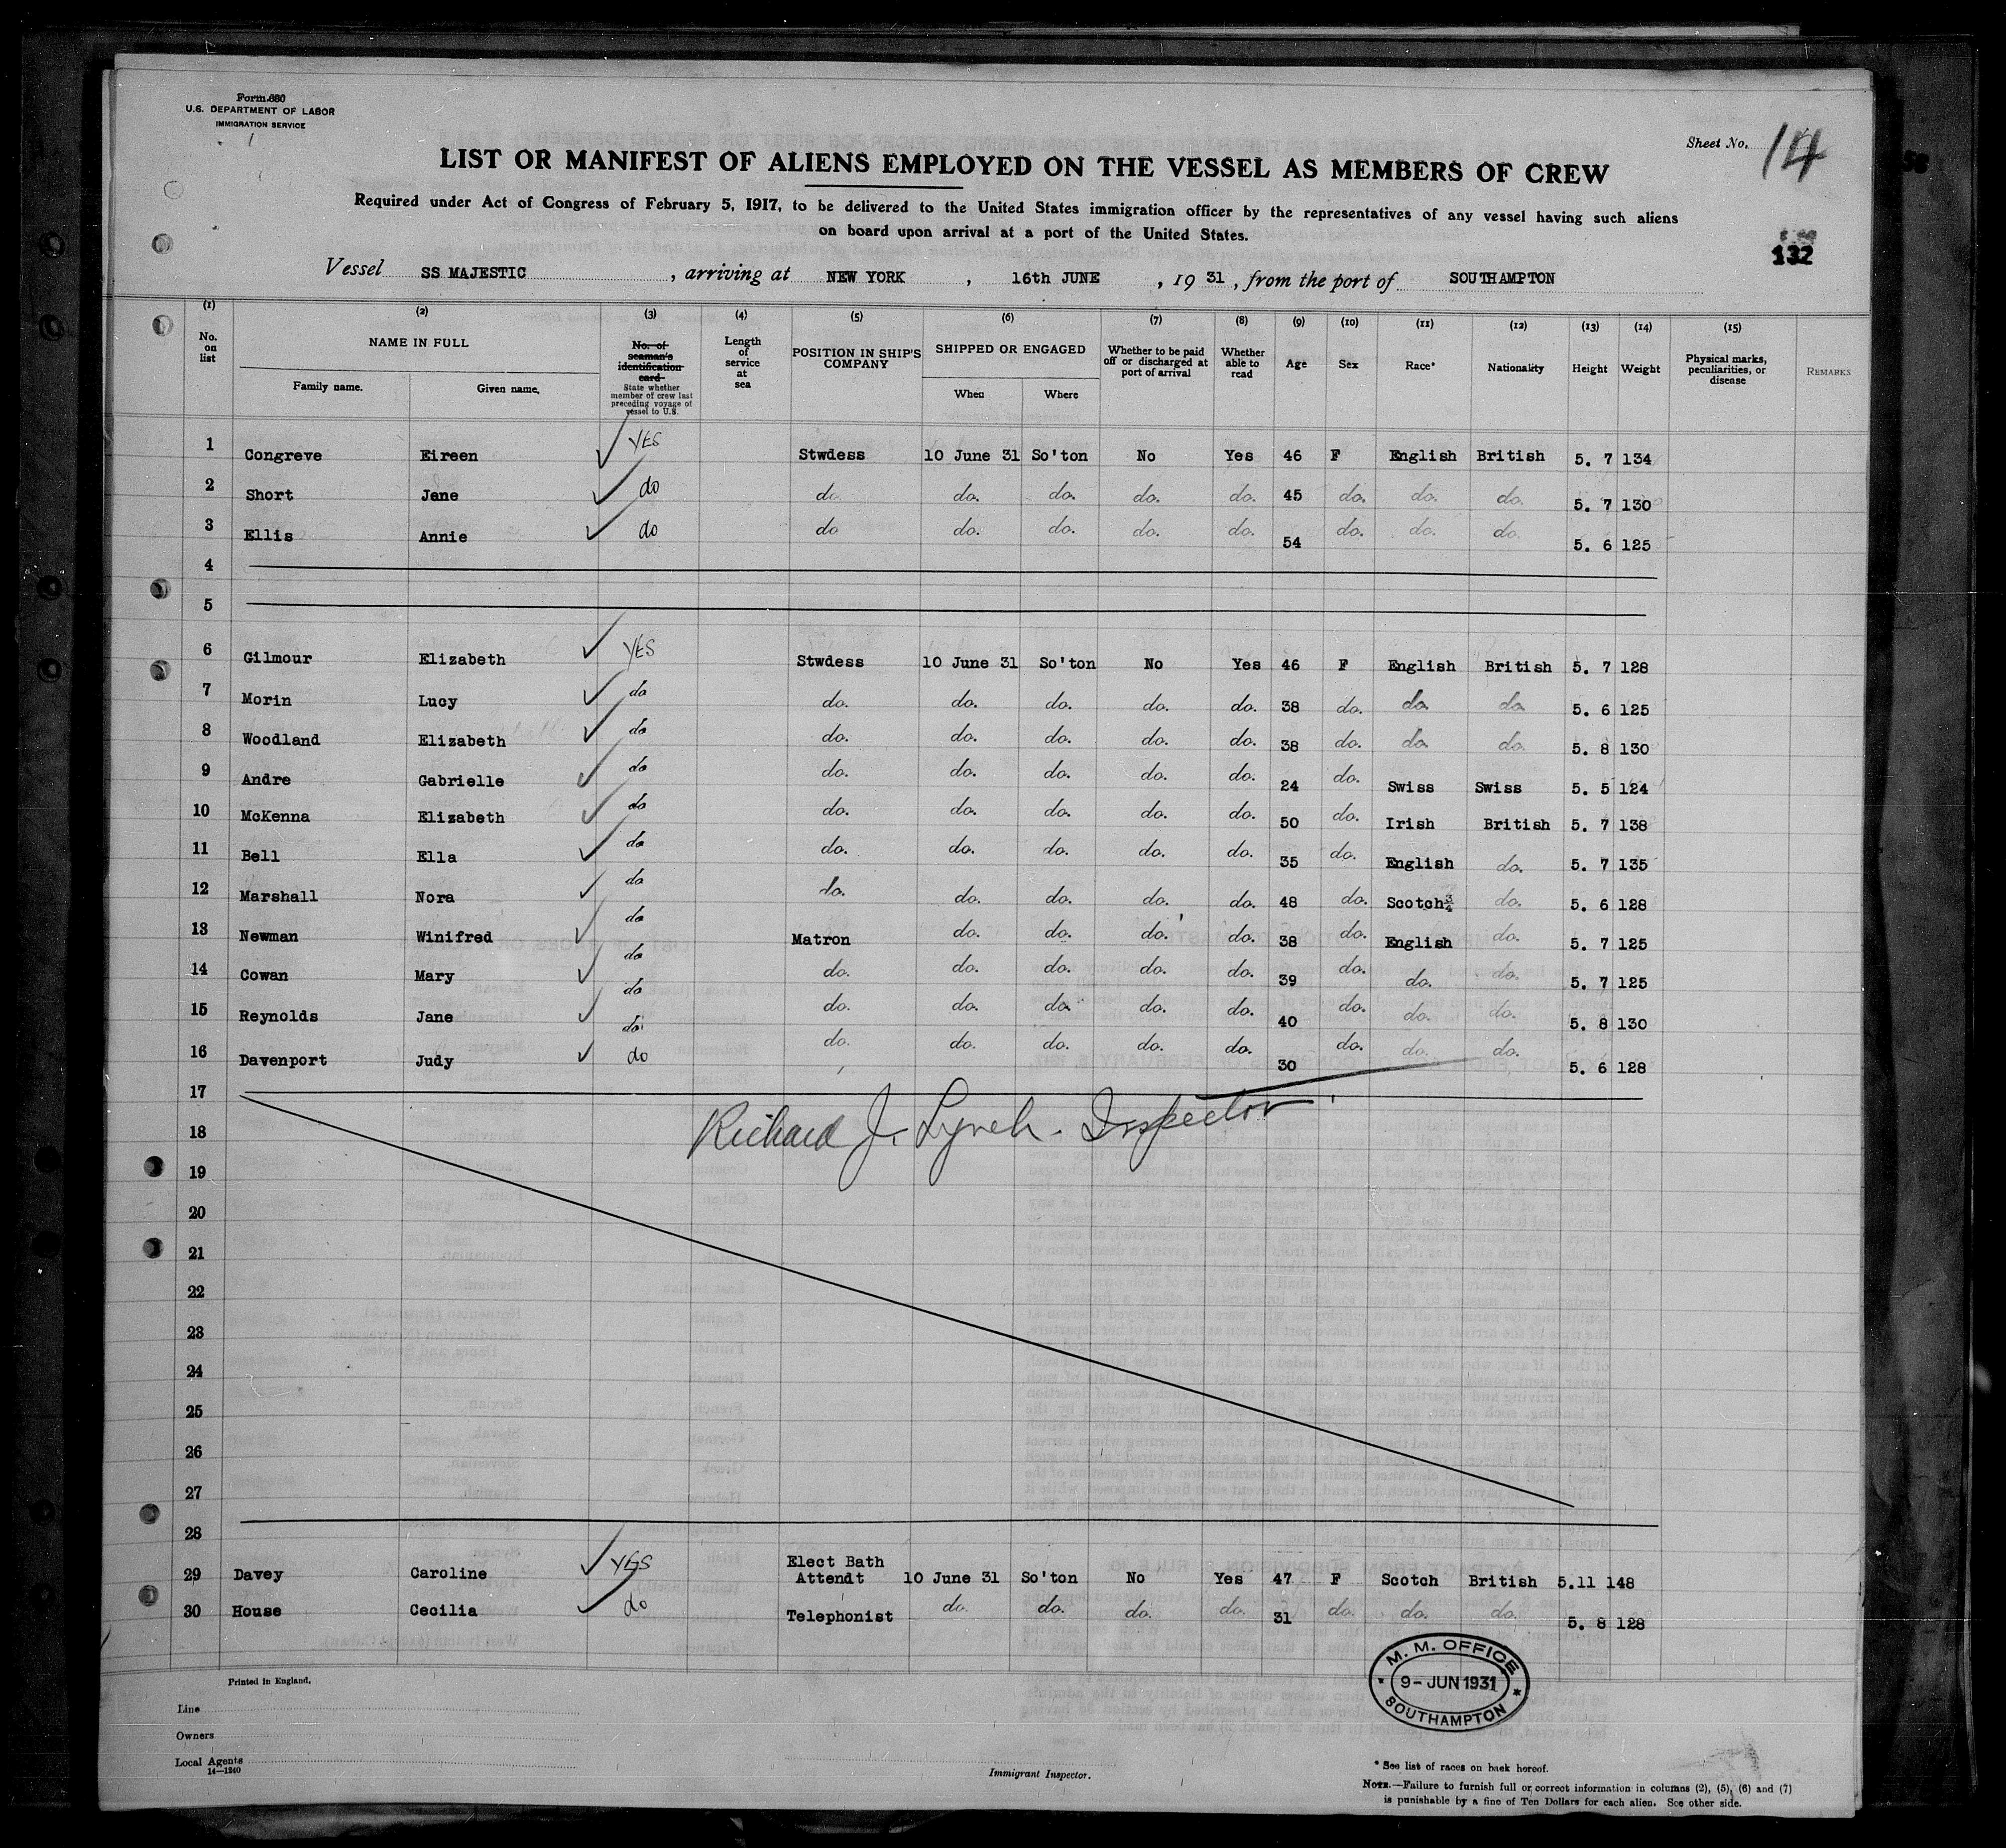 Form 680
U.S. DEPARTMENT OF LABOR
IMMIGRATION SERVICE
Sheet No. 14
LIST OR MANIFEST OF ALIENS EMPLOYED ON THE VESSEL AS MEMBERS OF CREW
Required under Act of Congress of February 5, 1917, to be delivered to the United States immigration officer by the representatives of any vessel having such aliens
on board upon arrival at a port of the United States.
132
Vessel SS MAJESTIC, arriving at NEW YORK, 16th JUNE, 1931, from the port of SOUTHAMPTON
(1) (2) (3) (4) (5) (6) (7) (8) (9) (10) (11) (12) (13) (14) (15)
No. on list NAME IN FULL Family name. Given name. No. of seaman's identification card State whether member of crew last preceding voyage of vessel to U.S. Length of service at sea POSITION IN SHIP'S COMPANY SHIPPED OR ENGAGED When Where Whether to be paid off or discharged at port of arrival Whether able to read Age Sex Race* Nationality Height Weight Physical marks, peculiarities, or disease REMARKS
1 Congreve Eireen YES Stwdess 10 June 31 So'ton No Yes 46 F English British 5. 7 134
2 Short Jane do do do. do. do. do. 45 do. do. do. 5. 7 130
3 Ellis Annie do do do. do. do. do. 54 do. do. do. 5. 6 125
4
5
6 Gilmour Elizabeth YES Stwdess 10 June 31 So'ton No Yes 46 F English British 5. 7 128
7 Morin Lucy do do. do. do. do. do. 38 do. do. do. 5. 6 125
8 Woodland Elizabeth do do. do. do. do. do. 38 do. do. do. 5. 8 130
9 Andre Gabrielle do do. do. do. do. do. 24 do. Swiss Swiss 5. 5 124
10 McKenna Elizabeth do do. do. do. do. do. 50 do. Irish British 5. 7 138
11 Bell Ella do do. do. do. do. do. 35 do. English do. 5. 7 135
12 Marshall Nora do do. do. do. do. do. 48 do. Scotch¾ do. 5. 6 128
13 Newman Winifred do Matron do. do. do. do. 38 do. English do. 5. 7 125
14 Cowan Mary do do. do. do. do. do. 39 do. do. do. 5. 7 125
15 Reynolds Jane do do. do. do. do. do. 40 do. do. do. 5. 8 130
do
16 Davenport Judy do do. do. do. do. do. 30 do. do. do. 5. 6 128
17
Richard J. Lynch - Inspector
18
19
20
21
22
23
24
25
26
27
28
29 Davey Caroline YES Elect Bath Attendt 10 June 31 So'ton No Yes 47 F Scotch British 5.11 148
30 House Cecilia do Telephonist do. do. do. do. 31 do. do. do. 5. 8 128
M. M. OFFICE
9 - JUN 1931
SOUTHAMPTON
Printed in England.
Line
Owners
Local Agents
14—1240
Immigrant Inspector.
* See list of races on back hereof.
NOTE.—Failure to furnish full or correct information in columns (2), (5), (6) and (7)
is punishable by a fine of Ten Dollars for each alien. See other side.